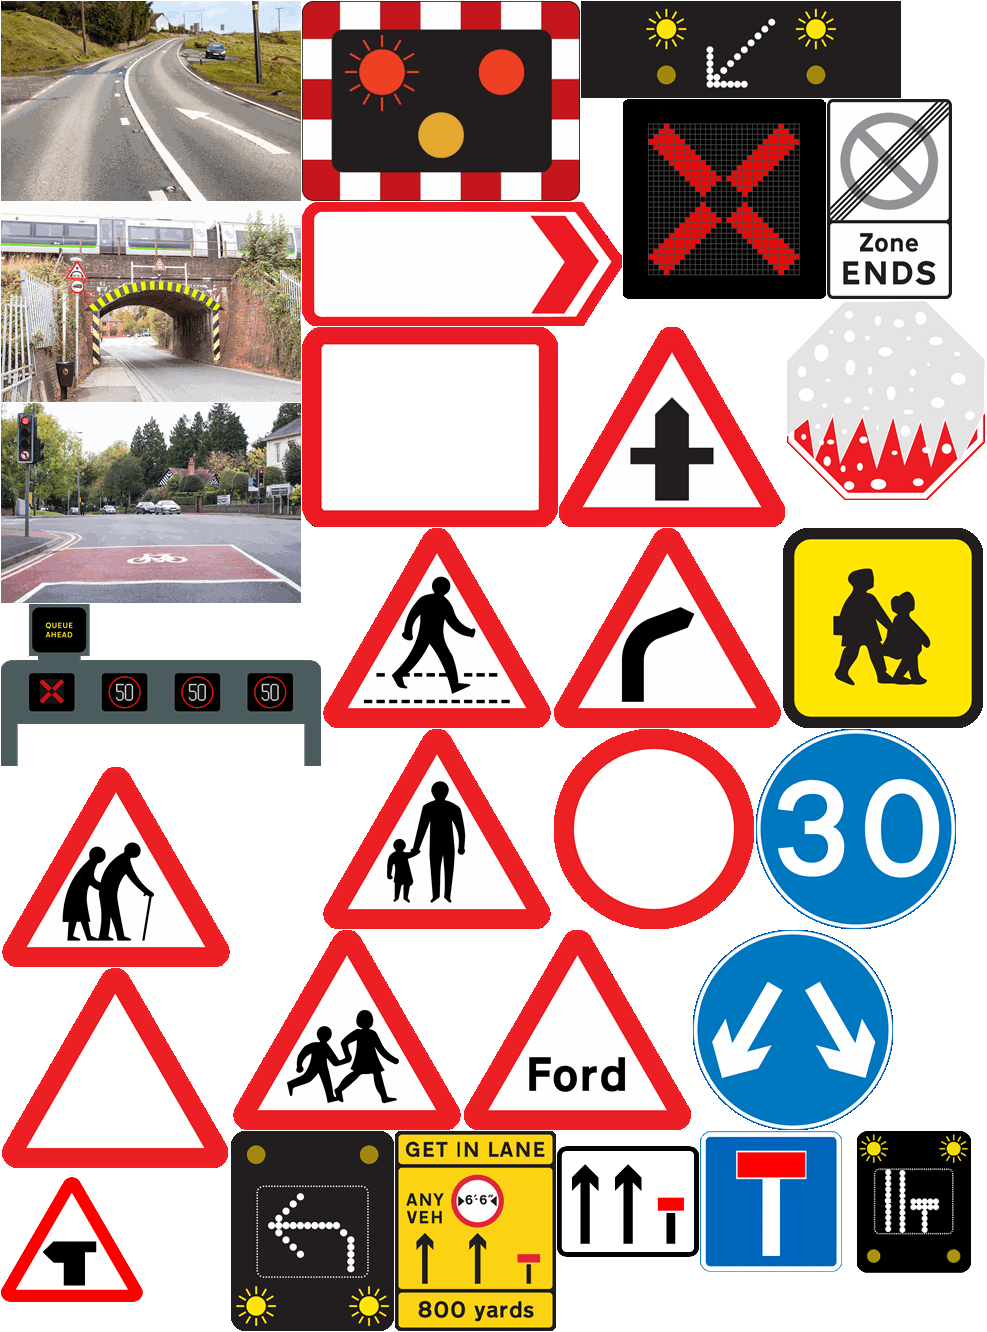 Zone
ENDS
QUEUE
AHEAD
50
50
50
30
Ford
GET IN LANE
ANY
VEH
6'-6"
800 yards